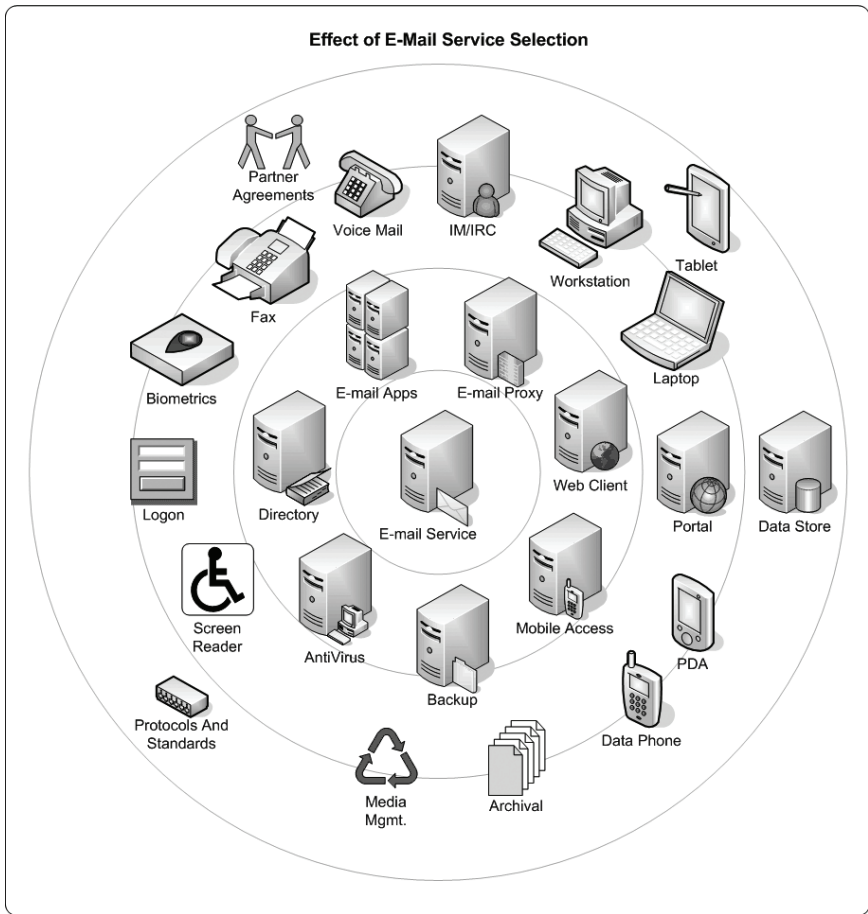 Effect of E-Mail Service Selection
Partner
Agreements
Voice Mail
IM/IRC
Workstation
Tablet
Fax
E-mail Apps
E-mail Proxy
Laptop
Biometrics
Directory
E-mail Service
Web Client
Portal
Data Store
Logon
Screen
Reader
AntiVirus
Backup
Mobile Access
PDA
Protocols And
Standards
Data Phone
Media
Mgmt.
Archival